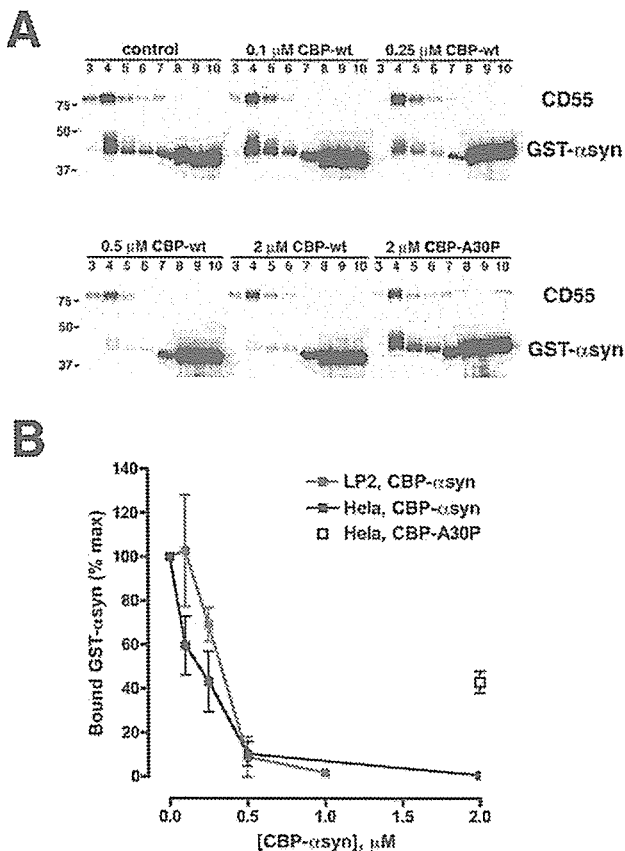 A
control 0.1 µM CBP-wt 0.25 µM CBP-wt
3 4 5 6 7 8 9 10 3 4 5 6 7 8 9 10 3 4 5 6 7 8 9 10
75- CD55
50-
GST-αsyn
37-
0.5 µM CBP-wt 2 µM CBP-wt 2 µM CBP-A30P
3 4 5 6 7 8 9 10 3 4 5 6 7 8 9 10 3 4 5 6 7 8 9 10
75- CD55
50-
GST-αsyn
37-
B
140
120
100
80
60
40
20
0
Bound GST-αsyn (% max)
LP2, CBP-αsyn
Hela, CBP-αsyn
Hela, CBP-A30P
0.0 0.5 1.0 1.5 2.0
[CBP-αsyn], µM